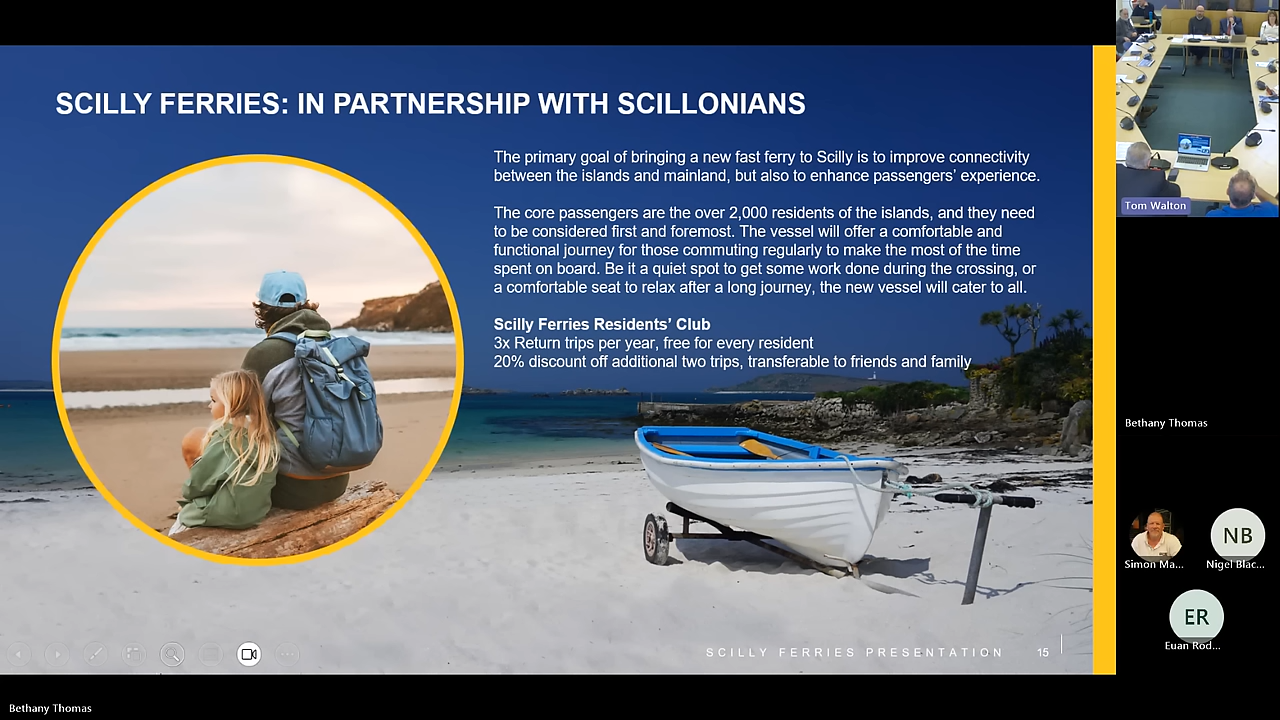 SCILLY FERRIES: IN PARTNERSHIP WITH SCILLONIANS
The primary goal of bringing a new fast ferry to Scilly is to improve connectivity
between the islands and mainland, but also to enhance passengers’ experience.
The core passengers are the over 2,000 residents of the islands, and they need
to be considered first and foremost. The vessel will offer a comfortable and
functional journey for those commuting regularly to make the most of the time
spent on board. Be it a quiet spot to get some work done during the crossing, or
a comfortable seat to relax after a long journey, the new vessel will cater to all.
Scilly Ferries Residents’ Club
3x Return trips per year, free for every resident
20% discount off additional two trips, transferable to friends and family
SCILLY FERRIES PRESENTATION 15
Tom Walton
Bethany Thomas
NB
Simon Ma...
Nigel Blac...
ER
Euan Rod...
Bethany Thomas